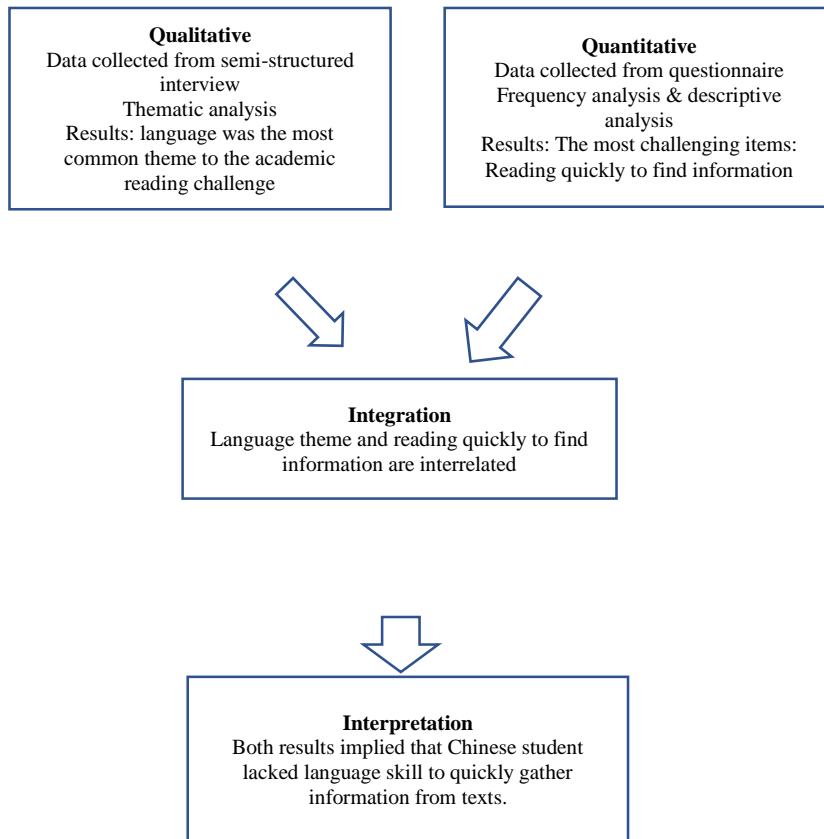 Qualitative
Data collected from semi-structured
interview
Thematic analysis
Results: language was the most
common theme to the academic
reading challenge
Quantitative
Data collected from questionnaire
Frequency analysis & descriptive
analysis
Results: The most challenging items:
Reading quickly to find information
Integration
Language theme and reading quickly to find
information are interrelated
Interpretation
Both results implied that Chinese student
lacked language skill to quickly gather
information from texts.